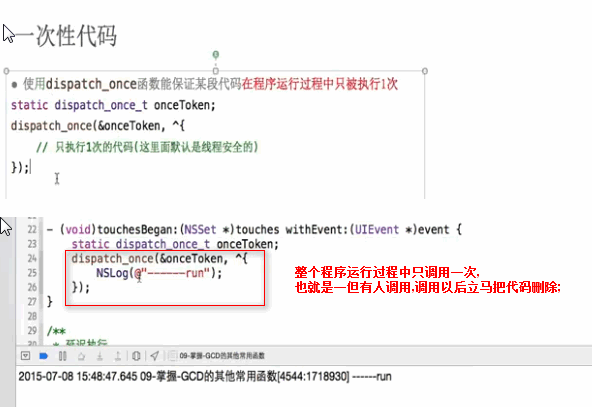 一次性代码
• 使用dispatch_once函数能保证某段代码在程序运行过程中只被执行1次
static dispatch_once_t onceToken;
dispatch_once(&onceToken, ^{
// 只执行1次的代码(这里面默认是线程安全的)
});
22 - (void)touchesBegan:(NSSet *)touches withEvent:(UIEvent *)event {
23 static dispatch_once_t onceToken;
24 dispatch_once(&onceToken, ^{
25 NSLog(@"------run");
26 });
27 }
28
29 /**
整个程序运行过程中只调用一次,
也就是一但有人调用,调用以后立马把代码删除;
* 延迟执行
09-掌握-GCD的其他常用函数
2015-07-08 15:48:47.645 09-掌握-GCD的其他常用函数[4544:1718930] ------run